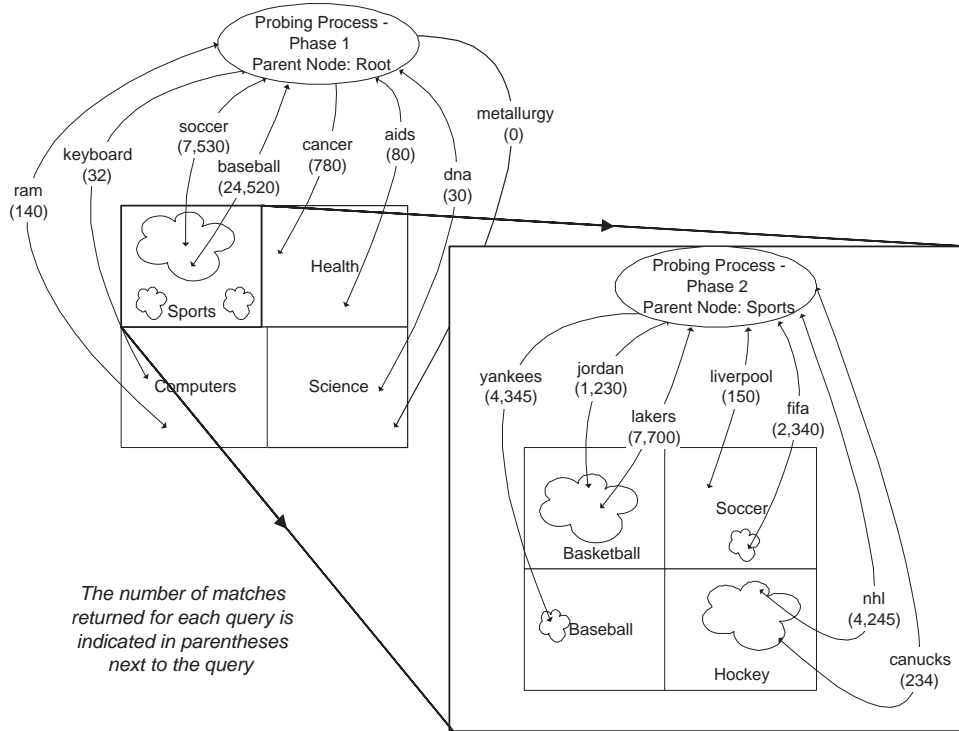 Probing Process -
Phase 1
Parent Node: Root
metallurgy
(0)
soccer
(7,530)
cancer
(780)
aids
(80)
keyboard
(32)
baseball
(24,520)
dna
(30)
ram
(140)
Health
Sports
Computers
Science
Probing Process -
Phase 2
Parent Node: Sports
yankees
(4,345)
jordan
(1,230)
liverpool
(150)
lakers
(7,700)
fifa
(2,340)
Soccer
Basketball
Baseball
Hockey
nhl
(4,245)
canucks
(234)
The number of matches
returned for each query is
indicated in parentheses
next to the query